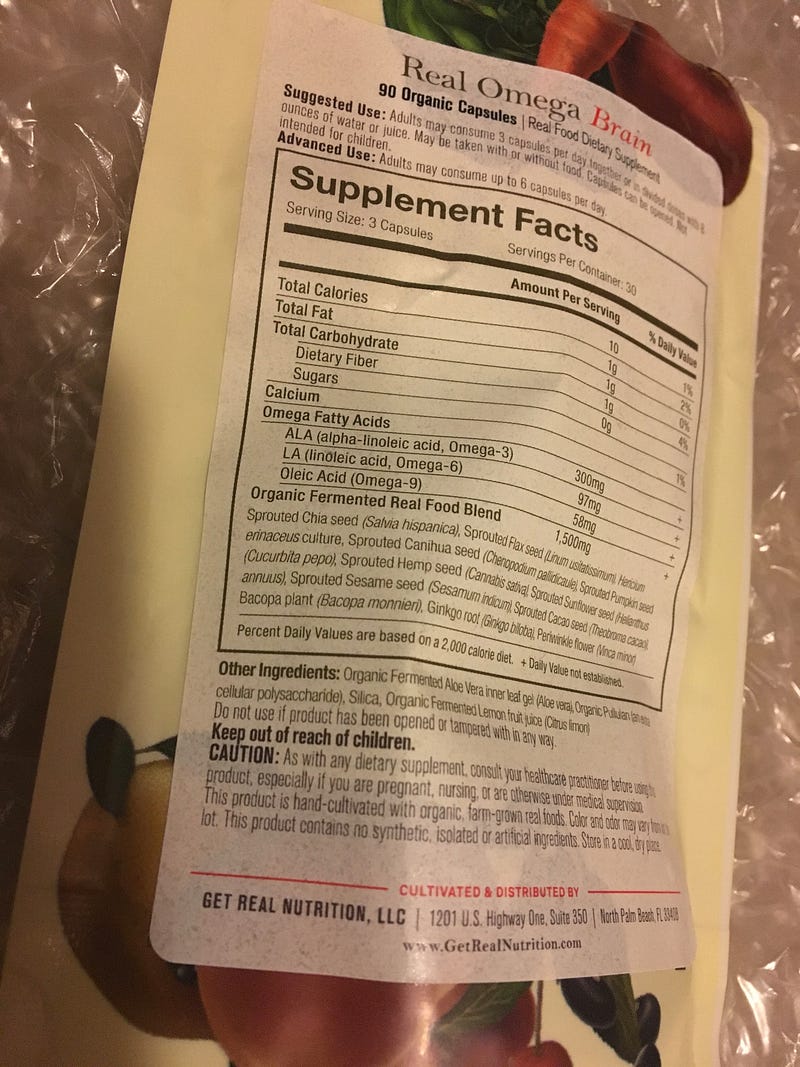 Real Omega Brain
90 Organic Capsules | Real Food Dietary Supplement
Suggested Use: Adults may consume 3 capsules per day together or in divided doses with 8
ounces of water or juice. May be taken with or without food. Capsules can be opened. Not
intended for children.
Advanced Use: Adults may consume up to 6 capsules per day.
Supplement Facts
Serving Size: 3 Capsules Servings Per Container: 30
Amount Per Serving % Daily Value
Total Calories 10
Total Fat 1g 1%
Total Carbohydrate 1g 2%
Dietary Fiber 1g 0%
Sugars 0g 4%
Calcium 1%
Omega Fatty Acids
ALA (alpha-linoleic acid, Omega-3) 300mg +
LA (linoleic acid, Omega-6) 97mg +
Oleic Acid (Omega-9) 58mg +
Organic Fermented Real Food Blend 1,500mg +
Sprouted Chia seed (Salvia hispanica), Sprouted Flax seed (Linum usitatissimum) Hericium
erinaceus culture, Sprouted Canihua seed (Chenopodium pallidicaule) Sprouted Pumpkin seed
(Cucurbita pepo), Sprouted Hemp seed (Cannabis sativa) Sprouted Sunflower seed (Helianthus
annuus), Sprouted Sesame seed (Sesamum indicum) Sprouted Cacao seed (Theobroma cacao)
Bacopa plant (Bacopa monnieri), Ginkgo root (Ginkgo biloba), Periwinkle flower (Vinca minor)
Percent Daily Values are based on a 2,000 calorie diet. + Daily Value not established.
Other Ingredients: Organic Fermented Aloe Vera inner leaf gel (Aloe vera), Organic Pullulan (an
cellular polysaccharide), Silica, Organic Fermented Lemon fruit juice (Citrus limon)
Do not use if product has been opened or tampered with in any way.
Keep out of reach of children.
CAUTION: As with any dietary supplement, consult your healthcare practitioner before using
product, especially if you are pregnant, nursing, or are otherwise under medical supervision.
This product is hand-cultivated with organic, farm-grown real foods. Color and odor may vary from
lot. This product contains no synthetic, isolated or artificial ingredients. Store in a cool, dry place.
CULTIVATED & DISTRIBUTED BY
GET REAL NUTRITION, LLC | 1201 U.S. Highway One, Suite 350 | North Palm Beach, FL 33408
www.GetRealNutrition.com